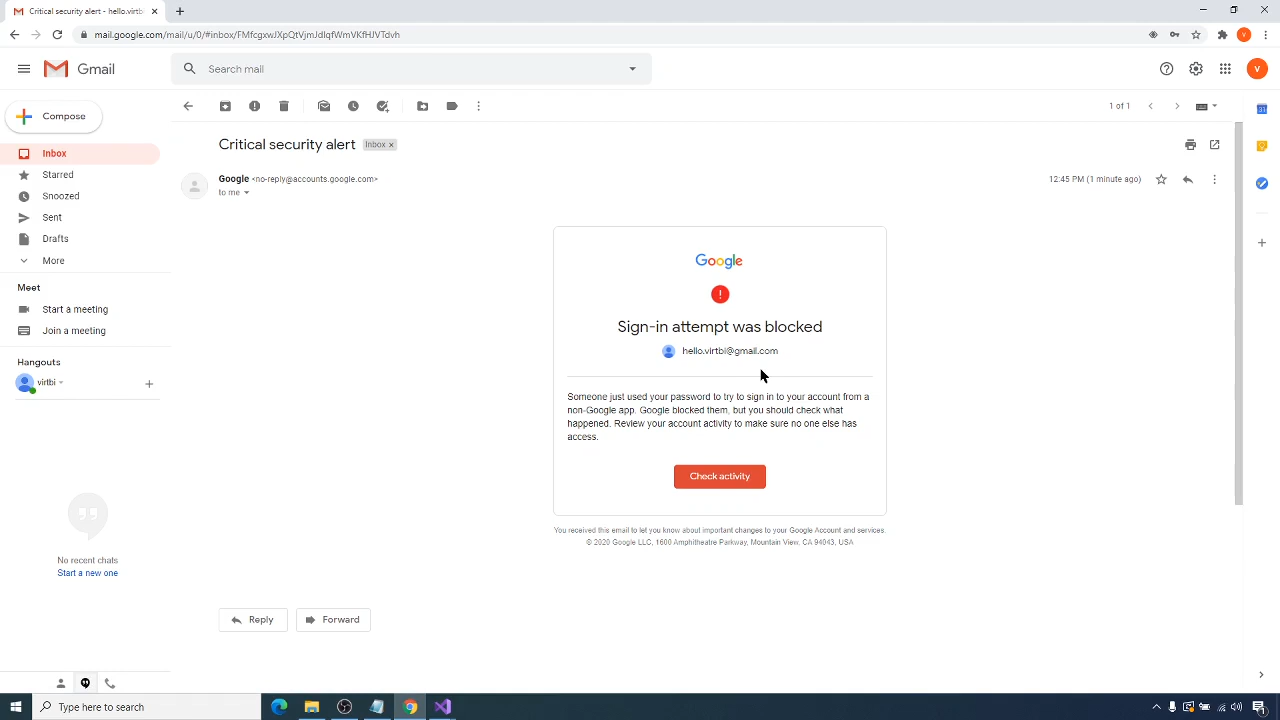 Critical security alert - hello.virtbi
mail.google.com/mail/u/0/#inbox/FMfcgxwJXpQtVjmJdlqfWmVKfHJVTdvh
V
Gmail
Search mail
V
Compose
1 of 1
31
Critical security alert
Inbox x
Inbox
Starred
Google <no-reply@accounts.google.com>
12:45 PM (1 minute ago)
to me
Snoozed
Sent
Drafts
More
Google
Meet
Start a meeting
Join a meeting
Sign-in attempt was blocked
hello.virtbi@gmail.com
Hangouts
virtbi
Someone just used your password to try to sign in to your account from a
non-Google app. Google blocked them, but you should check what
happened. Review your account activity to make sure no one else has
access.
Check activity
You received this email to let you know about important changes to your Google Account and services.
© 2020 Google LLC, 1600 Amphitheatre Parkway, Mountain View, CA 94043, USA
No recent chats
Start a new one
Reply
Forward
Type here to search